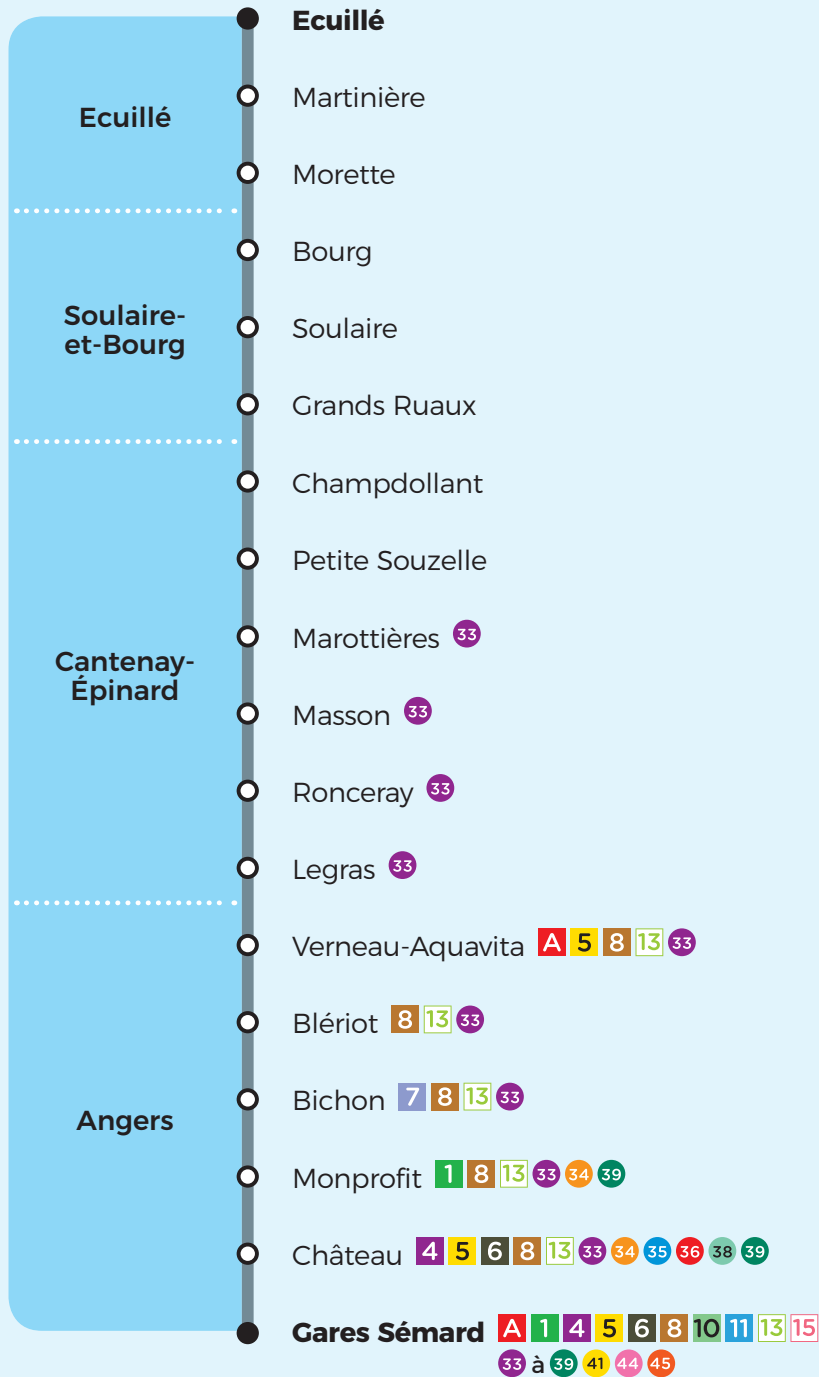 Ecuillé
Ecuillé
Martinière
Morette
Soulaire-
et-Bourg
Bourg
Soulaire
Grands Ruaux
Cantenay-
Épinard
Champdollant
Petite Souzelle
Marottières 33
Masson 33
Ronceray 33
Legras 33
Angers
Verneau-Aquavita A 5 8 13 33
Blériot 8 13 33
Bichon 7 8 13 33
Monprofit 1 8 13 33 34 39
Château 4 5 6 8 13 33 34 35 36 38 39
Gares Sémard A 1 4 5 6 8 10 11 13 15
33 à 39 41 44 45